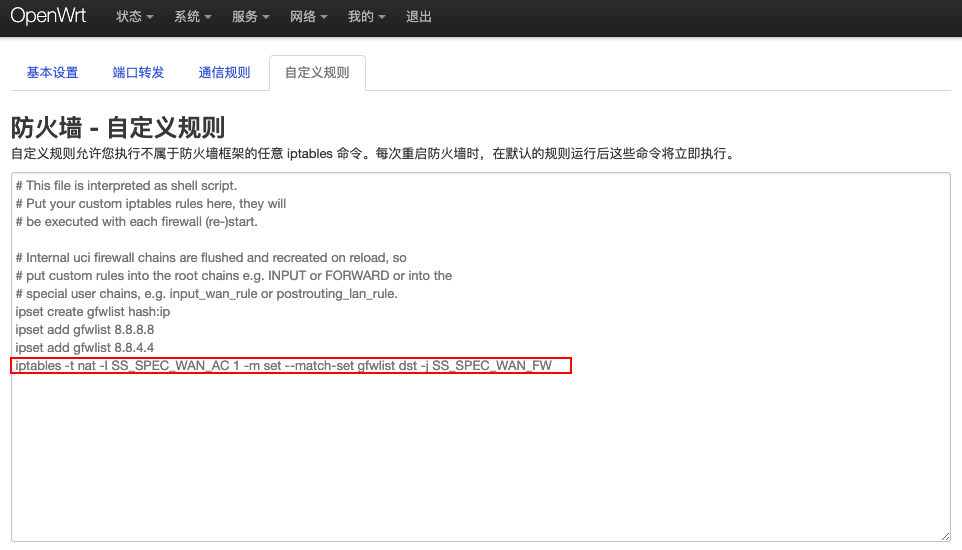 OpenWrt 状态 系统 服务 网络 我的 退出
基本设置 端口转发 通信规则 自定义规则
防火墙 - 自定义规则
自定义规则允许您执行不属于防火墙框架的任意 iptables 命令。每次重启防火墙时，在默认的规则运行后这些命令将立即执行。
# This file is interpreted as shell script.
# Put your custom iptables rules here, they will
# be executed with each firewall (re-)start.
# Internal uci firewall chains are flushed and recreated on reload, so
# put custom rules into the root chains e.g. INPUT or FORWARD or into the
# special user chains, e.g. input_wan_rule or postrouting_lan_rule.
ipset create gfwlist hash:ip
ipset add gfwlist 8.8.8.8
ipset add gfwlist 8.8.4.4
iptables -t nat -I SS_SPEC_WAN_AC 1 -m set --match-set gfwlist dst -j SS_SPEC_WAN_FW